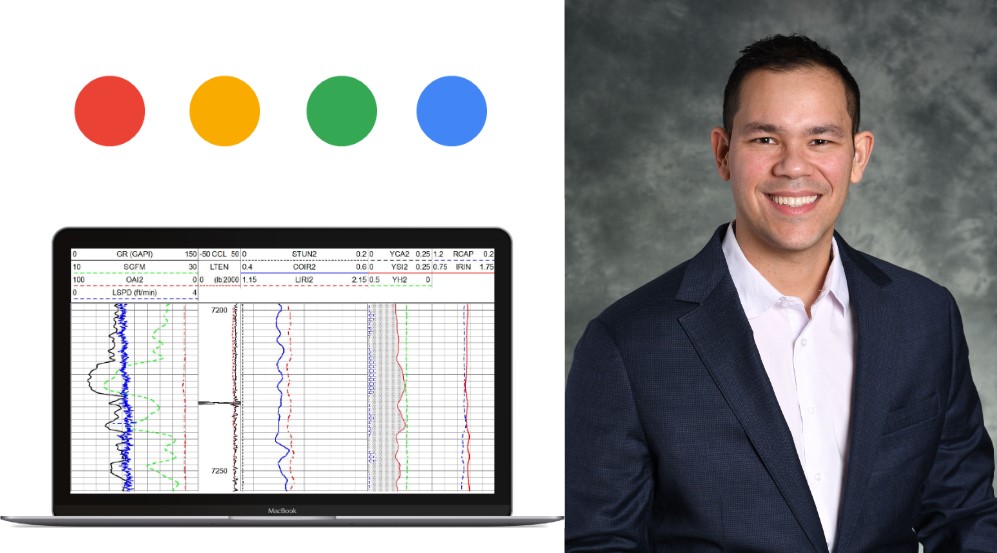 0 GR (GAPI) 150 -50 CCL 50 0 STUN2 0.2 0 YCA2 0.25 1.2 RCAP 0.2
10 SGFM 30 LTEN 0.4 COIR2 0.6 0 YSI2 0.25 0.75 IRIN 1.75
100 OAI2 0 0 (lb 2000 1.15 LIRI2 2.15 0.5 YH2 0
0 LSPD (ft/min) 4
7200
7250
MacBook